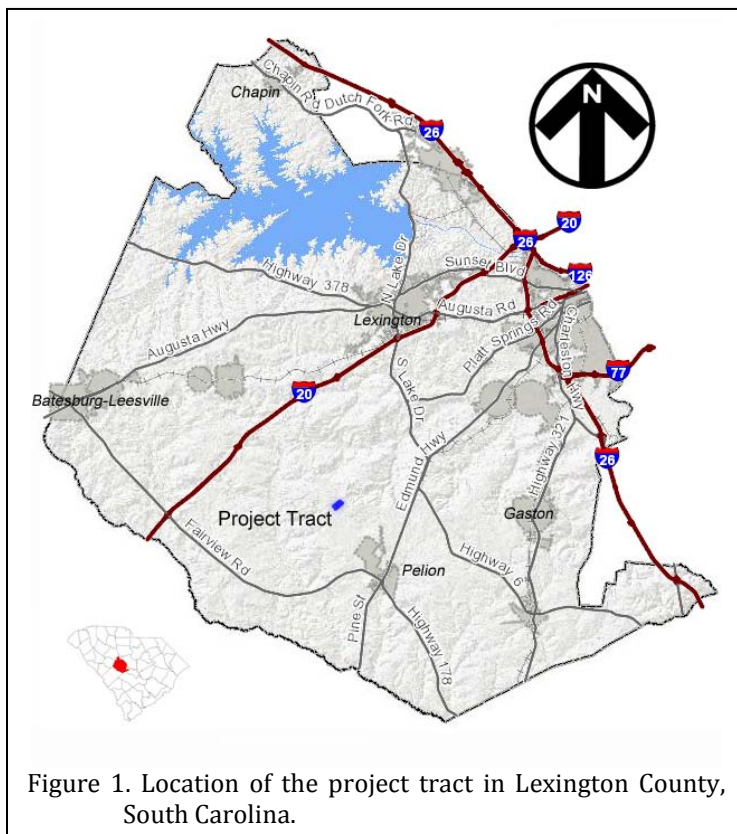 Chapin
Chapin Rd
Dutch Fork Rd
N
26
20
26
126
Sunset Blvd
N Lake Dr
Highway 378
Augusta Rd
Lexington
Platt Springs Rd
Charleston Hwy
Augusta Hwy
S Lake Dr
77
20
Batesburg-Leesville
Edmund Hwy
Highway 321
26
Project Tract
Gaston
Fairview Rd
Pelion
Highway 6
Pine St
Highway 178
Figure 1. Location of the project tract in Lexington County,
South Carolina.